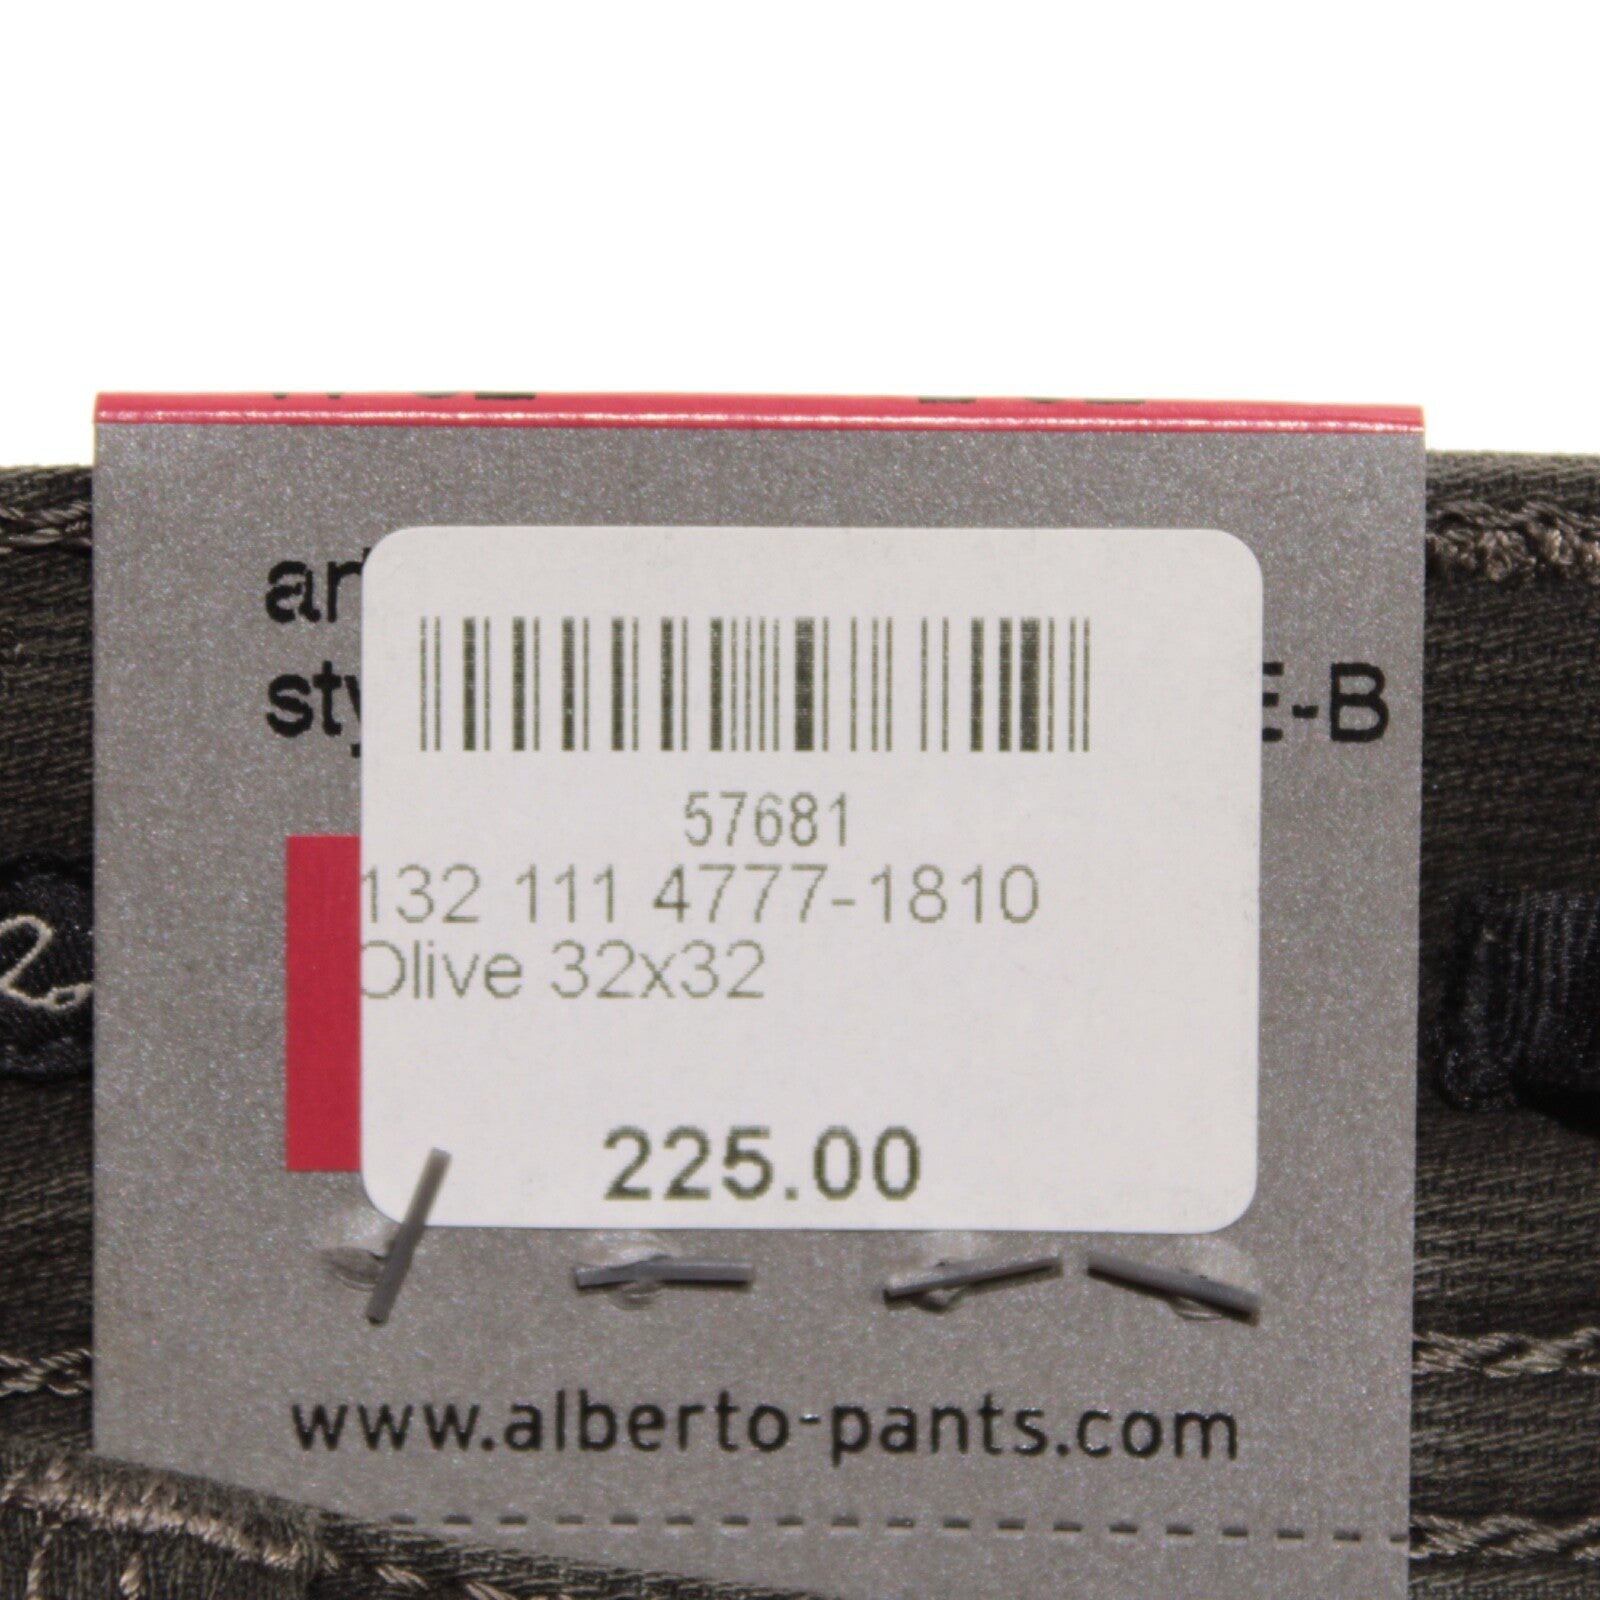 E-B
57681
132 111 4777-1810
Olive 32x32
225.00
www.alberto-pants.com